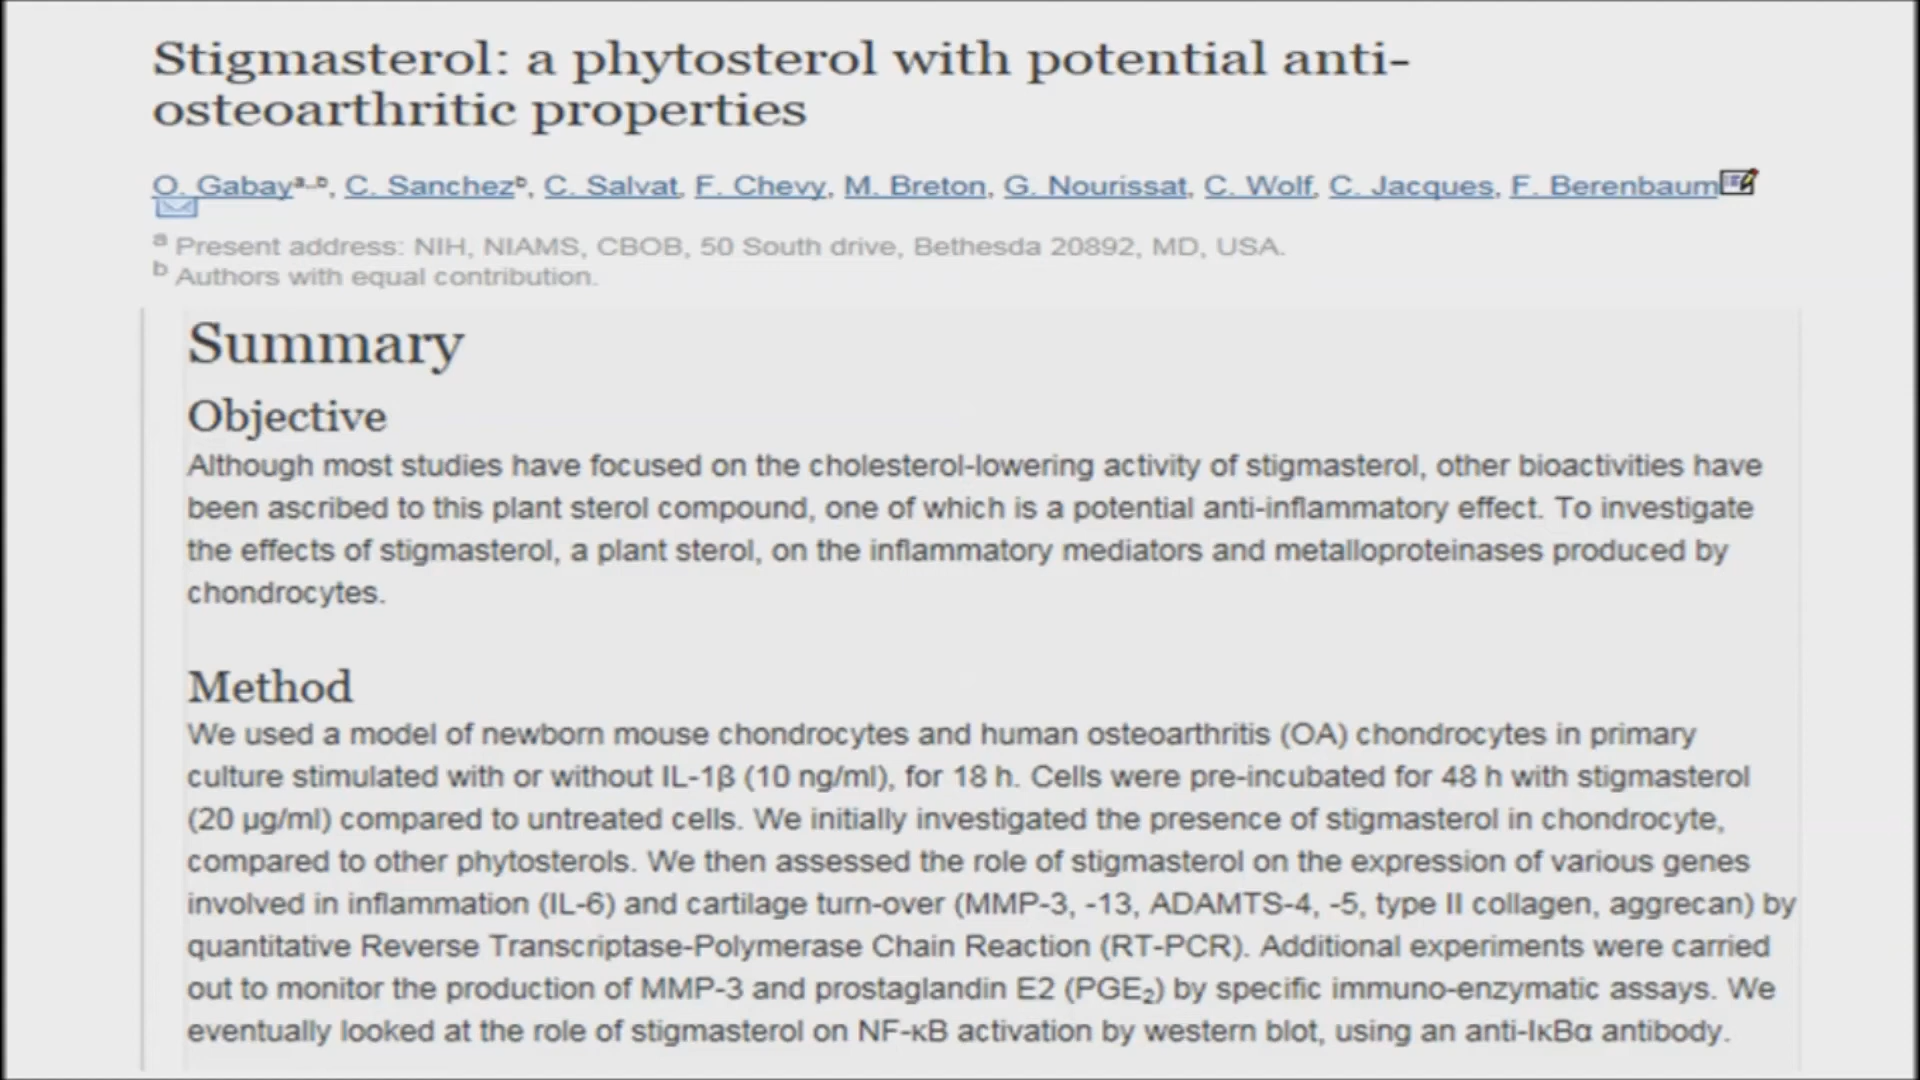 Stigmasterol: a phytosterol with potential anti-
osteoarthritic properties
O. Gabay a, b, C. Sanchez b, C. Salvat, F. Chevy, M. Breton, G. Nourissat, C. Wolf, C. Jacques, F. Berenbaum
a Present address: NIH, NIAMS, CBOB, 50 South drive, Bethesda 20892, MD, USA.
b Authors with equal contribution.
Summary
Objective
Although most studies have focused on the cholesterol-lowering activity of stigmasterol, other bioactivities have
been ascribed to this plant sterol compound, one of which is a potential anti-inflammatory effect. To investigate
the effects of stigmasterol, a plant sterol, on the inflammatory mediators and metalloproteinases produced by
chondrocytes.
Method
We used a model of newborn mouse chondrocytes and human osteoarthritis (OA) chondrocytes in primary
culture stimulated with or without IL-1β (10 ng/ml), for 18 h. Cells were pre-incubated for 48 h with stigmasterol
(20 μg/ml) compared to untreated cells. We initially investigated the presence of stigmasterol in chondrocyte,
compared to other phytosterols. We then assessed the role of stigmasterol on the expression of various genes
involved in inflammation (IL-6) and cartilage turn-over (MMP-3, -13, ADAMTS-4, -5, type II collagen, aggrecan) by
quantitative Reverse Transcriptase-Polymerase Chain Reaction (RT-PCR). Additional experiments were carried
out to monitor the production of MMP-3 and prostaglandin E2 (PGE₂) by specific immuno-enzymatic assays. We
eventually looked at the role of stigmasterol on NF-κB activation by western blot, using an anti-IκBα antibody.